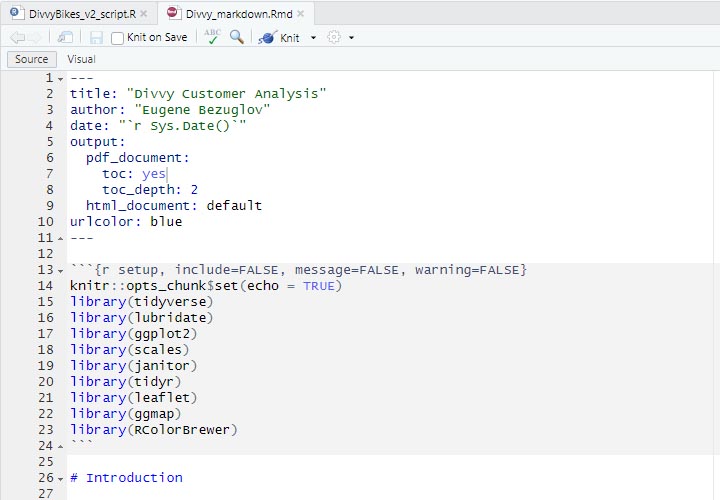 DivvyBikes_v2_script.R
Divvy_markdown.Rmd
Knit on Save
ABC
Knit
Source
Visual
1 ---
2 title: "Divvy Customer Analysis"
3 author: "Eugene Bezuglov"
4 date: "`r Sys.Date()`"
5 output:
6   pdf_document:
7     toc: yes
8     toc_depth: 2
9   html_document: default
10 urlcolor: blue
11 ---
12
13 ```{r setup, include=FALSE, message=FALSE, warning=FALSE}
14 knitr::opts_chunk$set(echo = TRUE)
15 library(tidyverse)
16 library(lubridate)
17 library(ggplot2)
18 library(scales)
19 library(janitor)
20 library(tidyr)
21 library(leaflet)
22 library(ggmap)
23 library(RColorBrewer)
24 ```
25
26 # Introduction
27